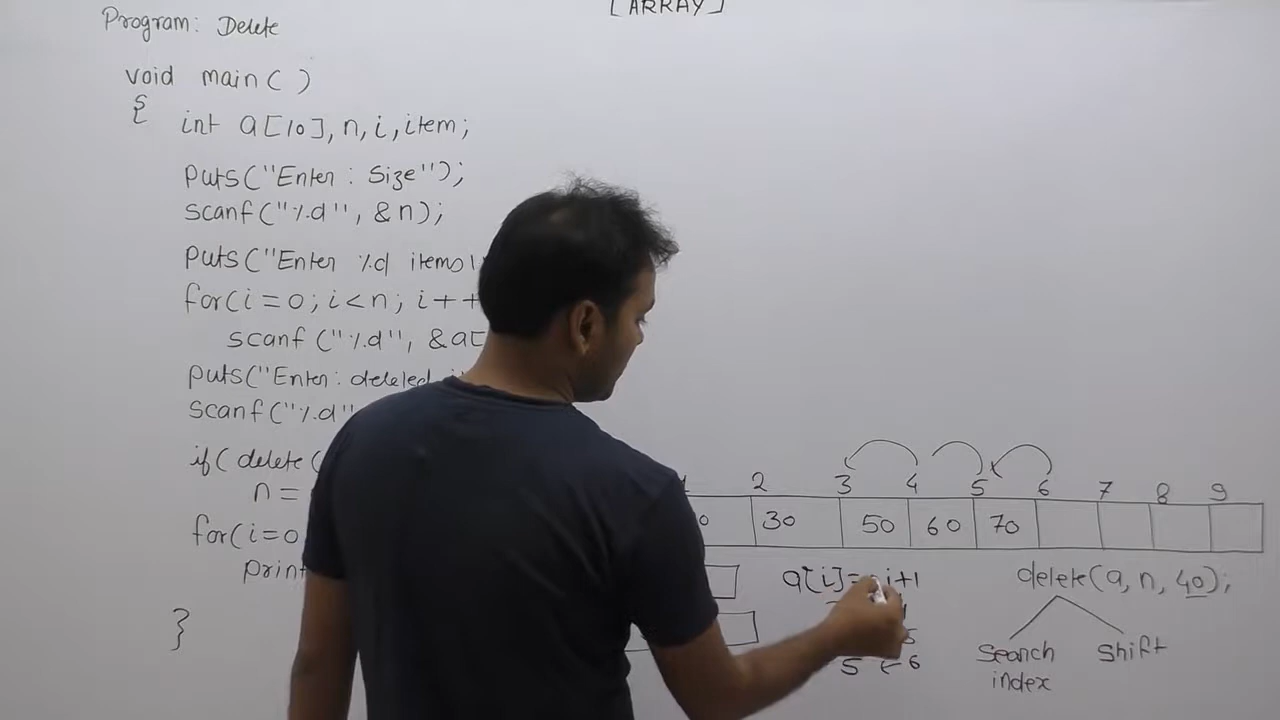 [ARRAY]
Program: Delete
void main( )
{
int a[10], n, i, item;
puts("Enter : Size");
scanf("%d", &n);
puts("Enter %d items
for(i=0; i<n; i++
scanf("%d", &a[
puts("Enter: deleted
scanf("%d"
if( delete(
n =
for(i=0
print
}
2 3 4 5 6 7 8 9
30 50 60 70
a[i]= i+1
5 ← 6
delete(a, n, 40);
search shift
index